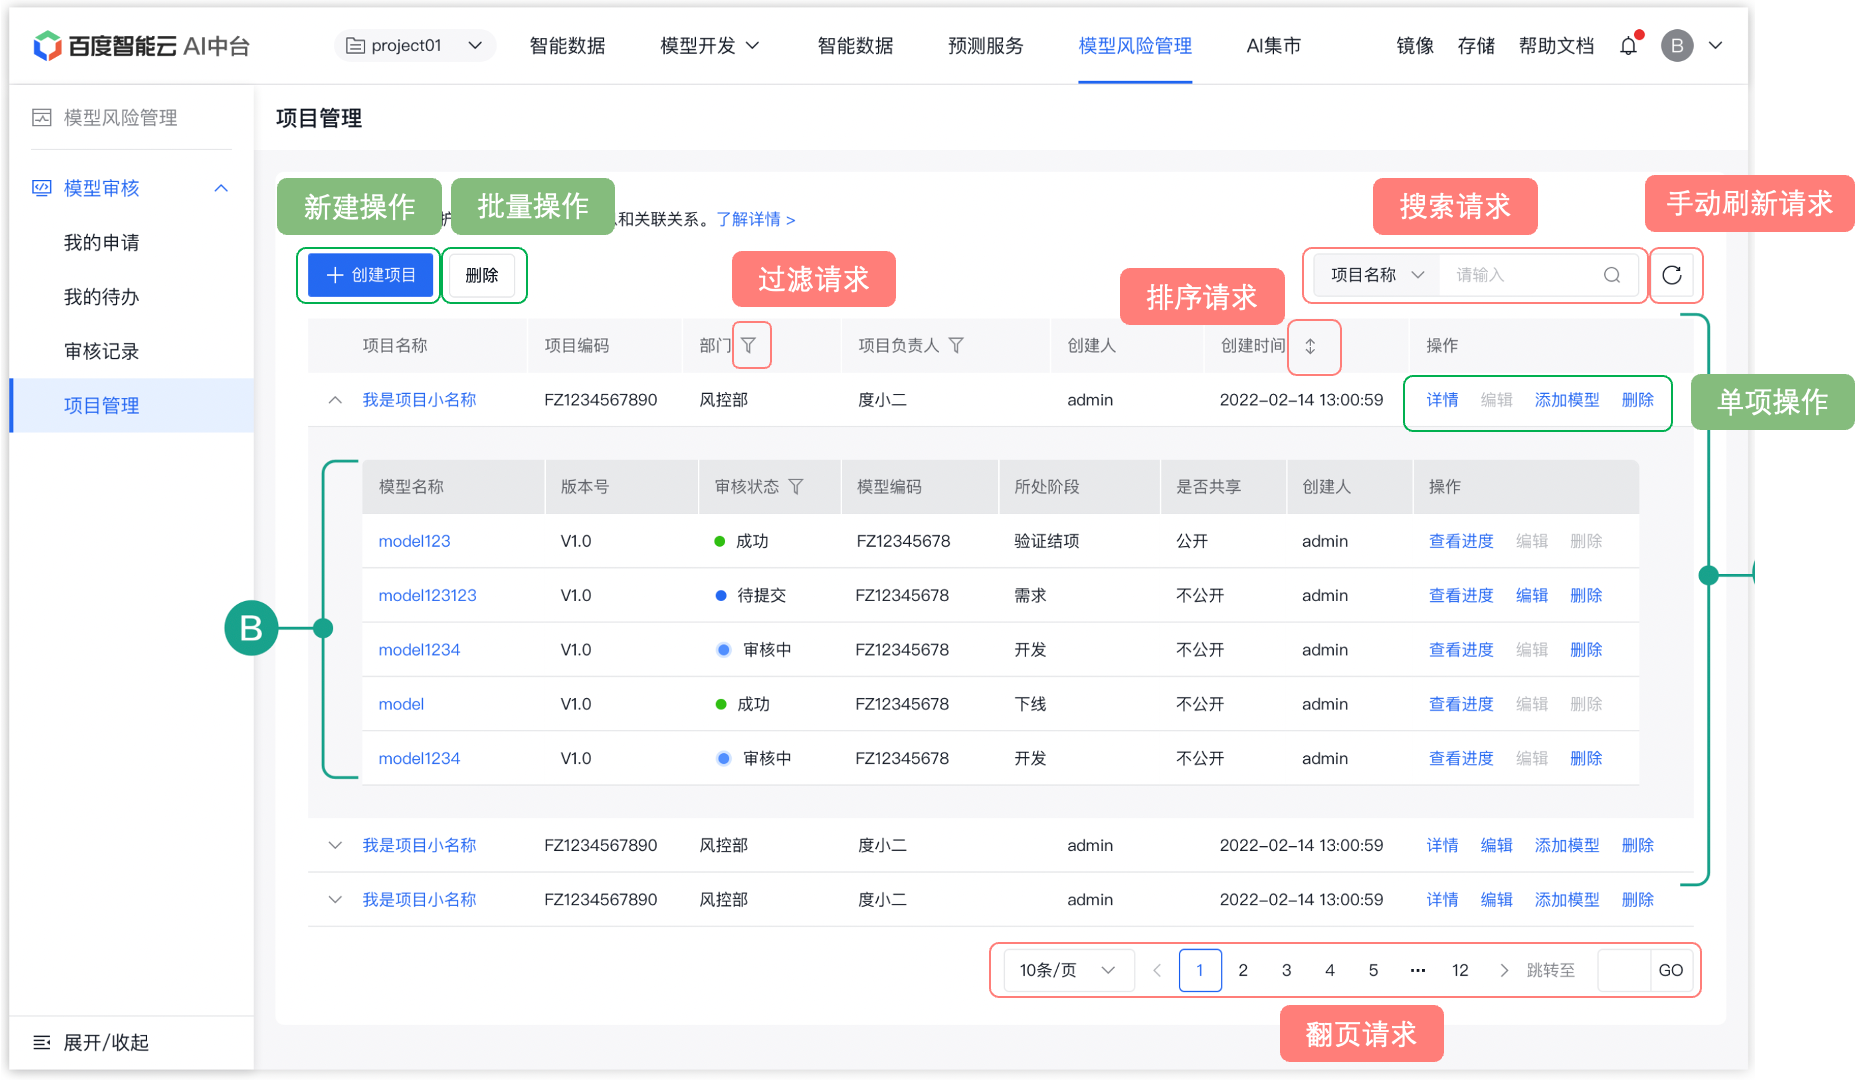 百度智能云 AI中台
project01
智能数据
模型开发
智能数据
预测服务
模型风险管理
AI集市
镜像
存储
帮助文档
B
模型风险管理
模型审核
我的申请
我的待办
审核记录
项目管理
展开/收起
项目管理
新建操作
批量操作
和关联关系。了解详情 >
搜索请求
手动刷新请求
过滤请求
排序请求
创建项目
删除
项目名称
请输入
项目名称 项目编码 部门 项目负责人 创建人 创建时间 操作
我是项目小名称 FZ1234567890 风控部 度小二 admin 2022-02-14 13:00:59 详情 编辑 添加模型 删除
单项操作
模型名称 版本号 审核状态 模型编码 所处阶段 是否共享 创建人 操作
model123 V1.0 成功 FZ12345678 验证结项 公开 admin 查看进度 编辑 删除
model123123 V1.0 待提交 FZ12345678 需求 不公开 admin 查看进度 编辑 删除
B
model1234 V1.0 审核中 FZ12345678 开发 不公开 admin 查看进度 编辑 删除
model V1.0 成功 FZ12345678 下线 不公开 admin 查看进度 编辑 删除
model1234 V1.0 审核中 FZ12345678 开发 不公开 admin 查看进度 编辑 删除
我是项目小名称 FZ1234567890 风控部 度小二 admin 2022-02-14 13:00:59 详情 编辑 添加模型 删除
我是项目小名称 FZ1234567890 风控部 度小二 admin 2022-02-14 13:00:59 详情 编辑 添加模型 删除
10条/页 1 2 3 4 5 ··· 12 跳转至 GO
翻页请求